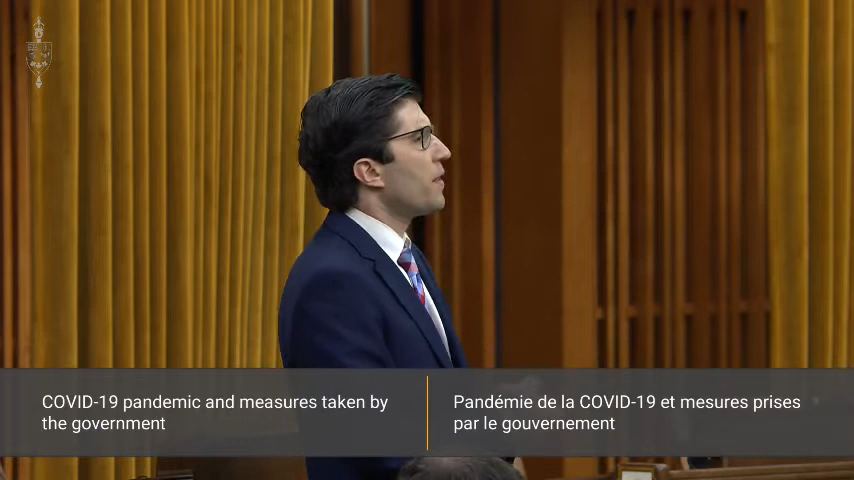 COVID-19 pandemic and measures taken by
the government
Pandémie de la COVID-19 et mesures prises
par le gouvernement